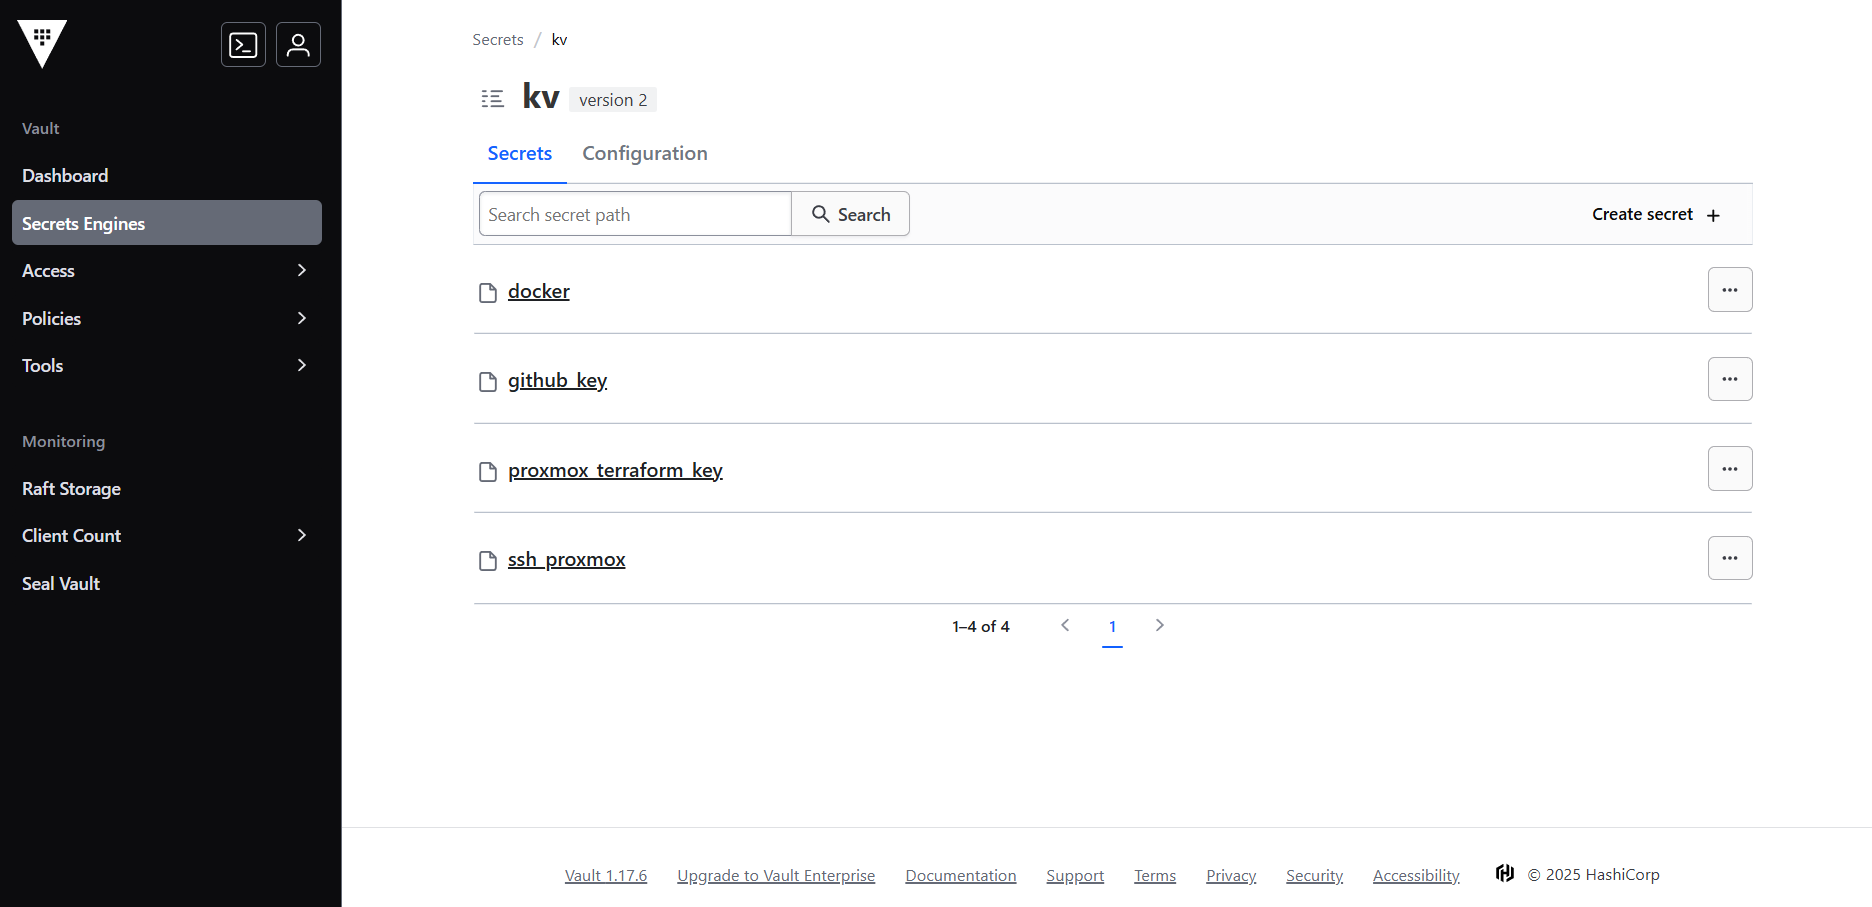 Vault
Dashboard
Secrets Engines
Access
Policies
Tools
Monitoring
Raft Storage
Client Count
Seal Vault
Secrets / kv
kv version 2
Secrets Configuration
Search secret path Search Create secret +
docker
github_key
proxmox_terraform_key
ssh_proxmox
1–4 of 4 1
Vault 1.17.6 Upgrade to Vault Enterprise Documentation Support Terms Privacy Security Accessibility © 2025 HashiCorp